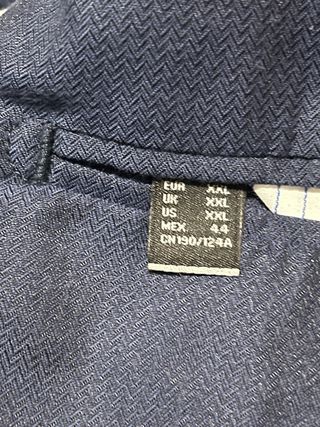 EUR XXL
UK XXL
US XXL
MEX 44
CN190/124A